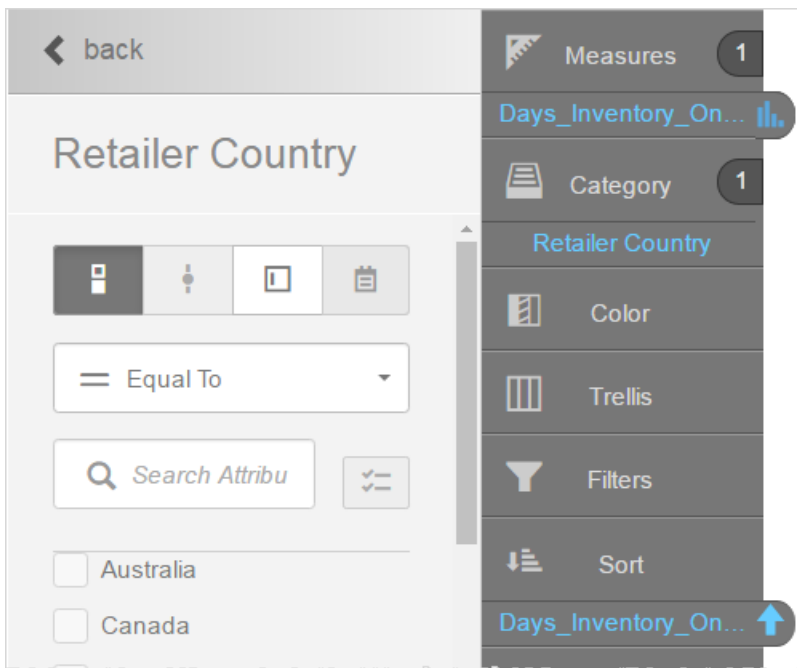 back
Retailer Country
Equal To
Search Attribu
Australia
Canada
Measures 1
Days_Inventory_On...
Category 1
Retailer Country
Color
Trellis
Filters
Sort
Days_Inventory_On...